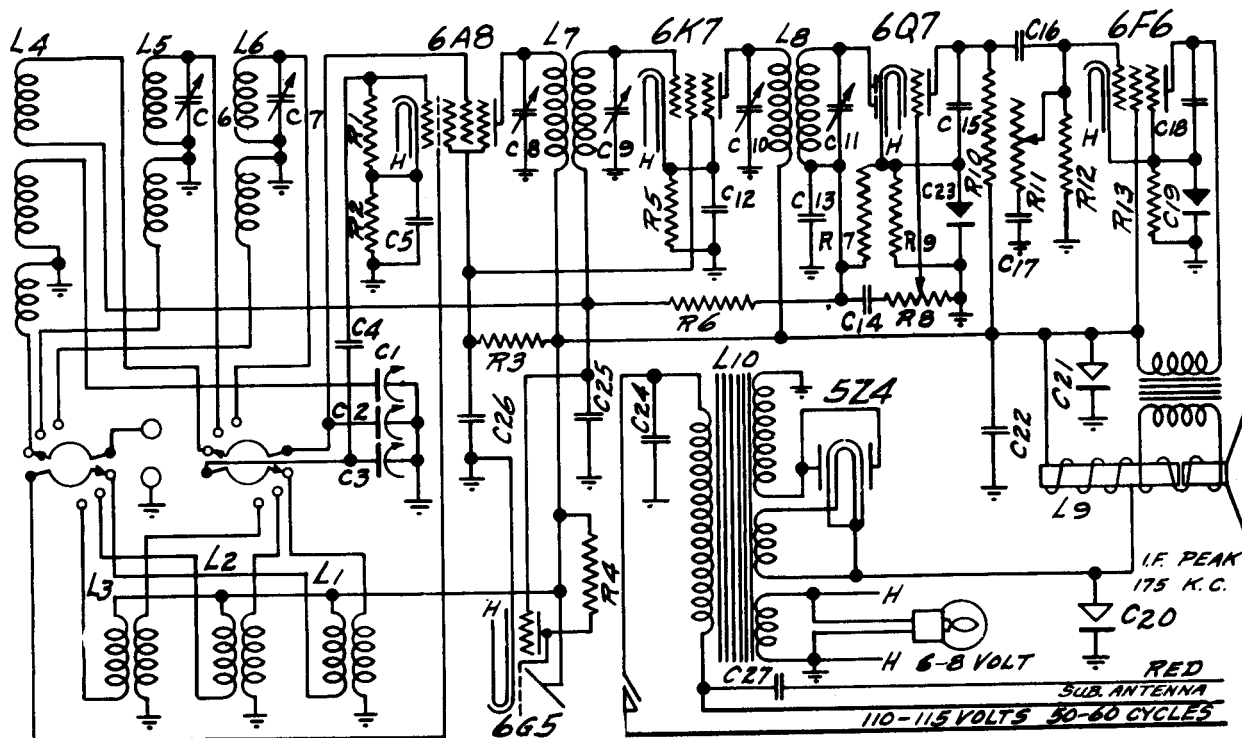 L4
L5
L6
6A8
L7
6K7
L8
6Q7
C16
6F6
C6
C7
R1
H
C8
C9
H
C10
C11
H
C15
R10
R11
R12
H
C18
R2
C5
R5
C12
C13
R7
R9
C23
C17
R13
C19
R6
C14
R8
C4
R3
C1
C2
C3
C26
C25
C24
L10
5Z4
C22
C21
L9
L3
L2
L1
R4
H
6G5
I.F. PEAK
175 K.C.
C20
H
H
6-8 VOLT
C27
RED
SUB. ANTENNA
110-115 VOLTS 50-60 CYCLES